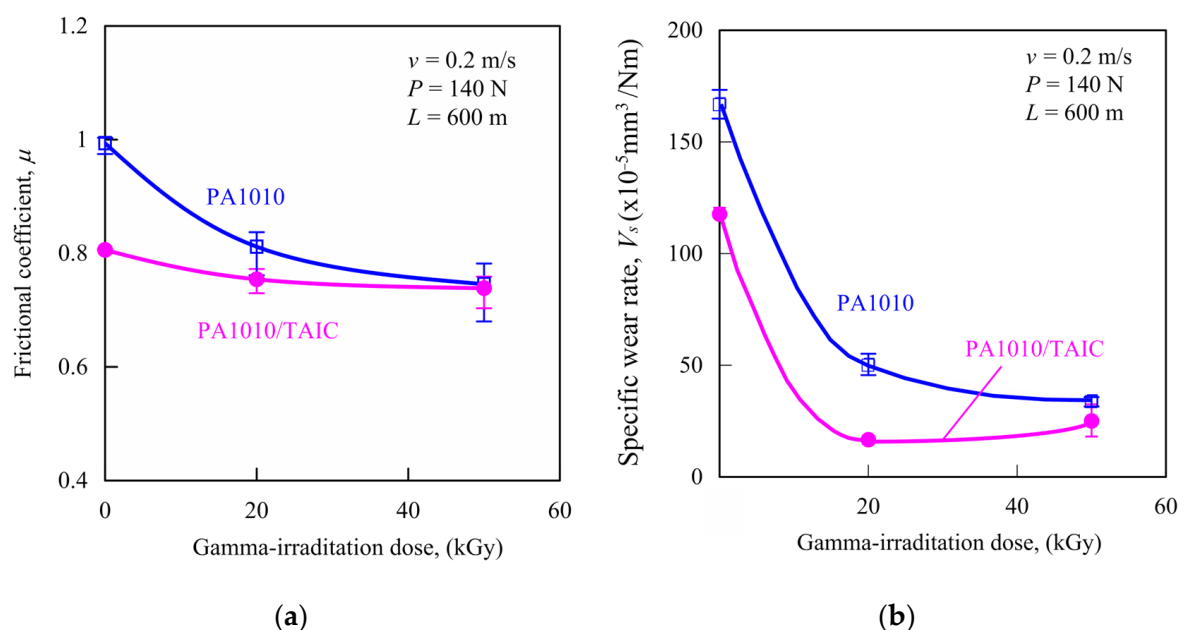 1.2
1
0.8
0.6
0.4
0
20
40
60
Frictional coefficient, μ
Gamma-irraditation dose, (kGy)
v = 0.2 m/s
P = 140 N
L = 600 m
PA1010
PA1010/TAIC
(a)
200
150
100
50
0
20
40
60
Specific wear rate, Vs (x10⁻⁵mm³ /Nm)
Gamma-irraditation dose, (kGy)
v = 0.2 m/s
P = 140 N
L = 600 m
PA1010
PA1010/TAIC
(b)